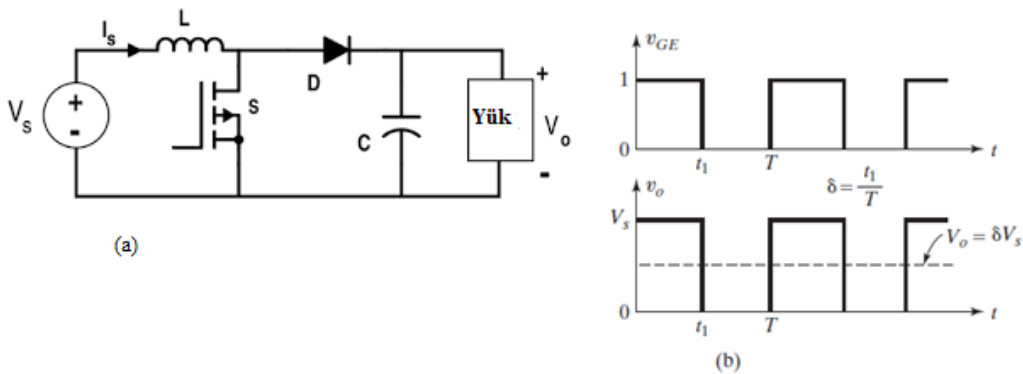 I_s
L
D
S
V_s
+
-
C
Yük
+
V_o
-
(a)
v_GE
1
0
t_1
T
t
δ = t_1/T
v_o
V_s
V_o = δV_s
0
t_1
T
t
(b)